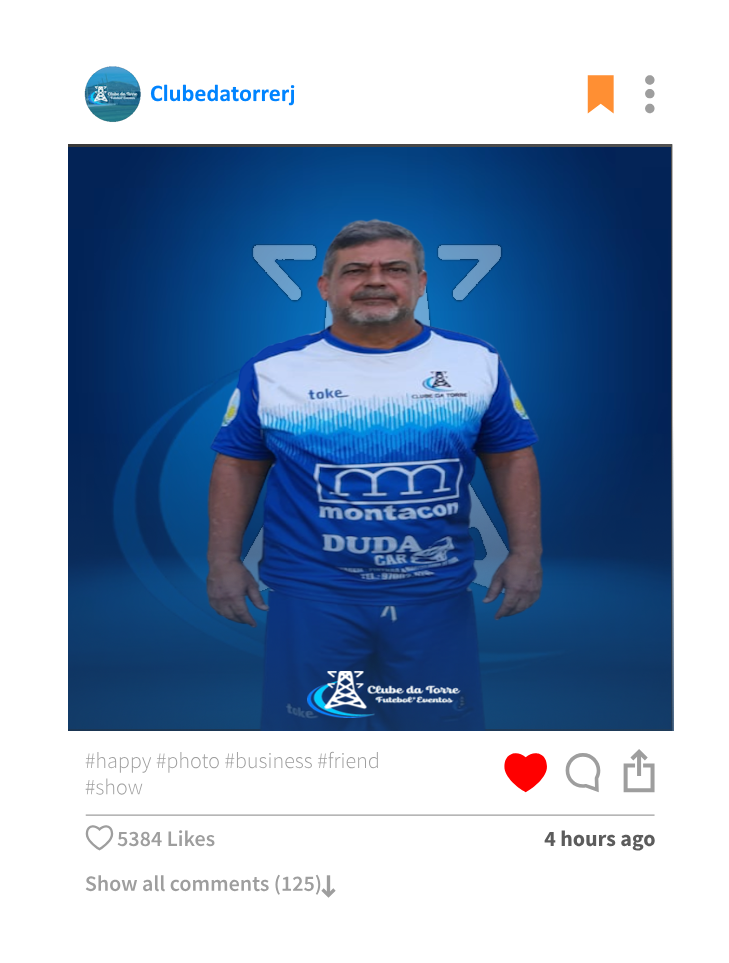 Clubedatorrerj
toke
CLUBE DA TORRE
montacon
DUDA
CAR
TEL:
toke
Clube da Torre
Futebol* Eventos
#happy #photo #business #friend
#show
5384 Likes
4 hours ago
Show all comments (125)